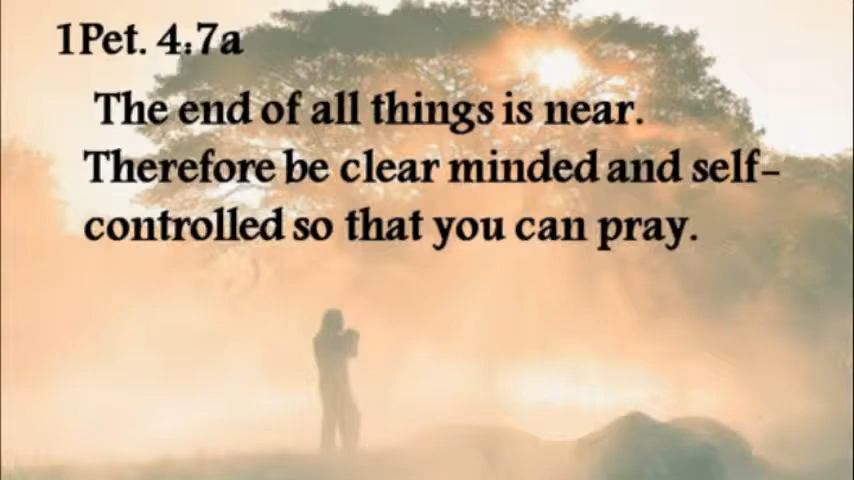 1Pet. 4:7a
The end of all things is near.
Therefore be clear minded and self-
controlled so that you can pray.